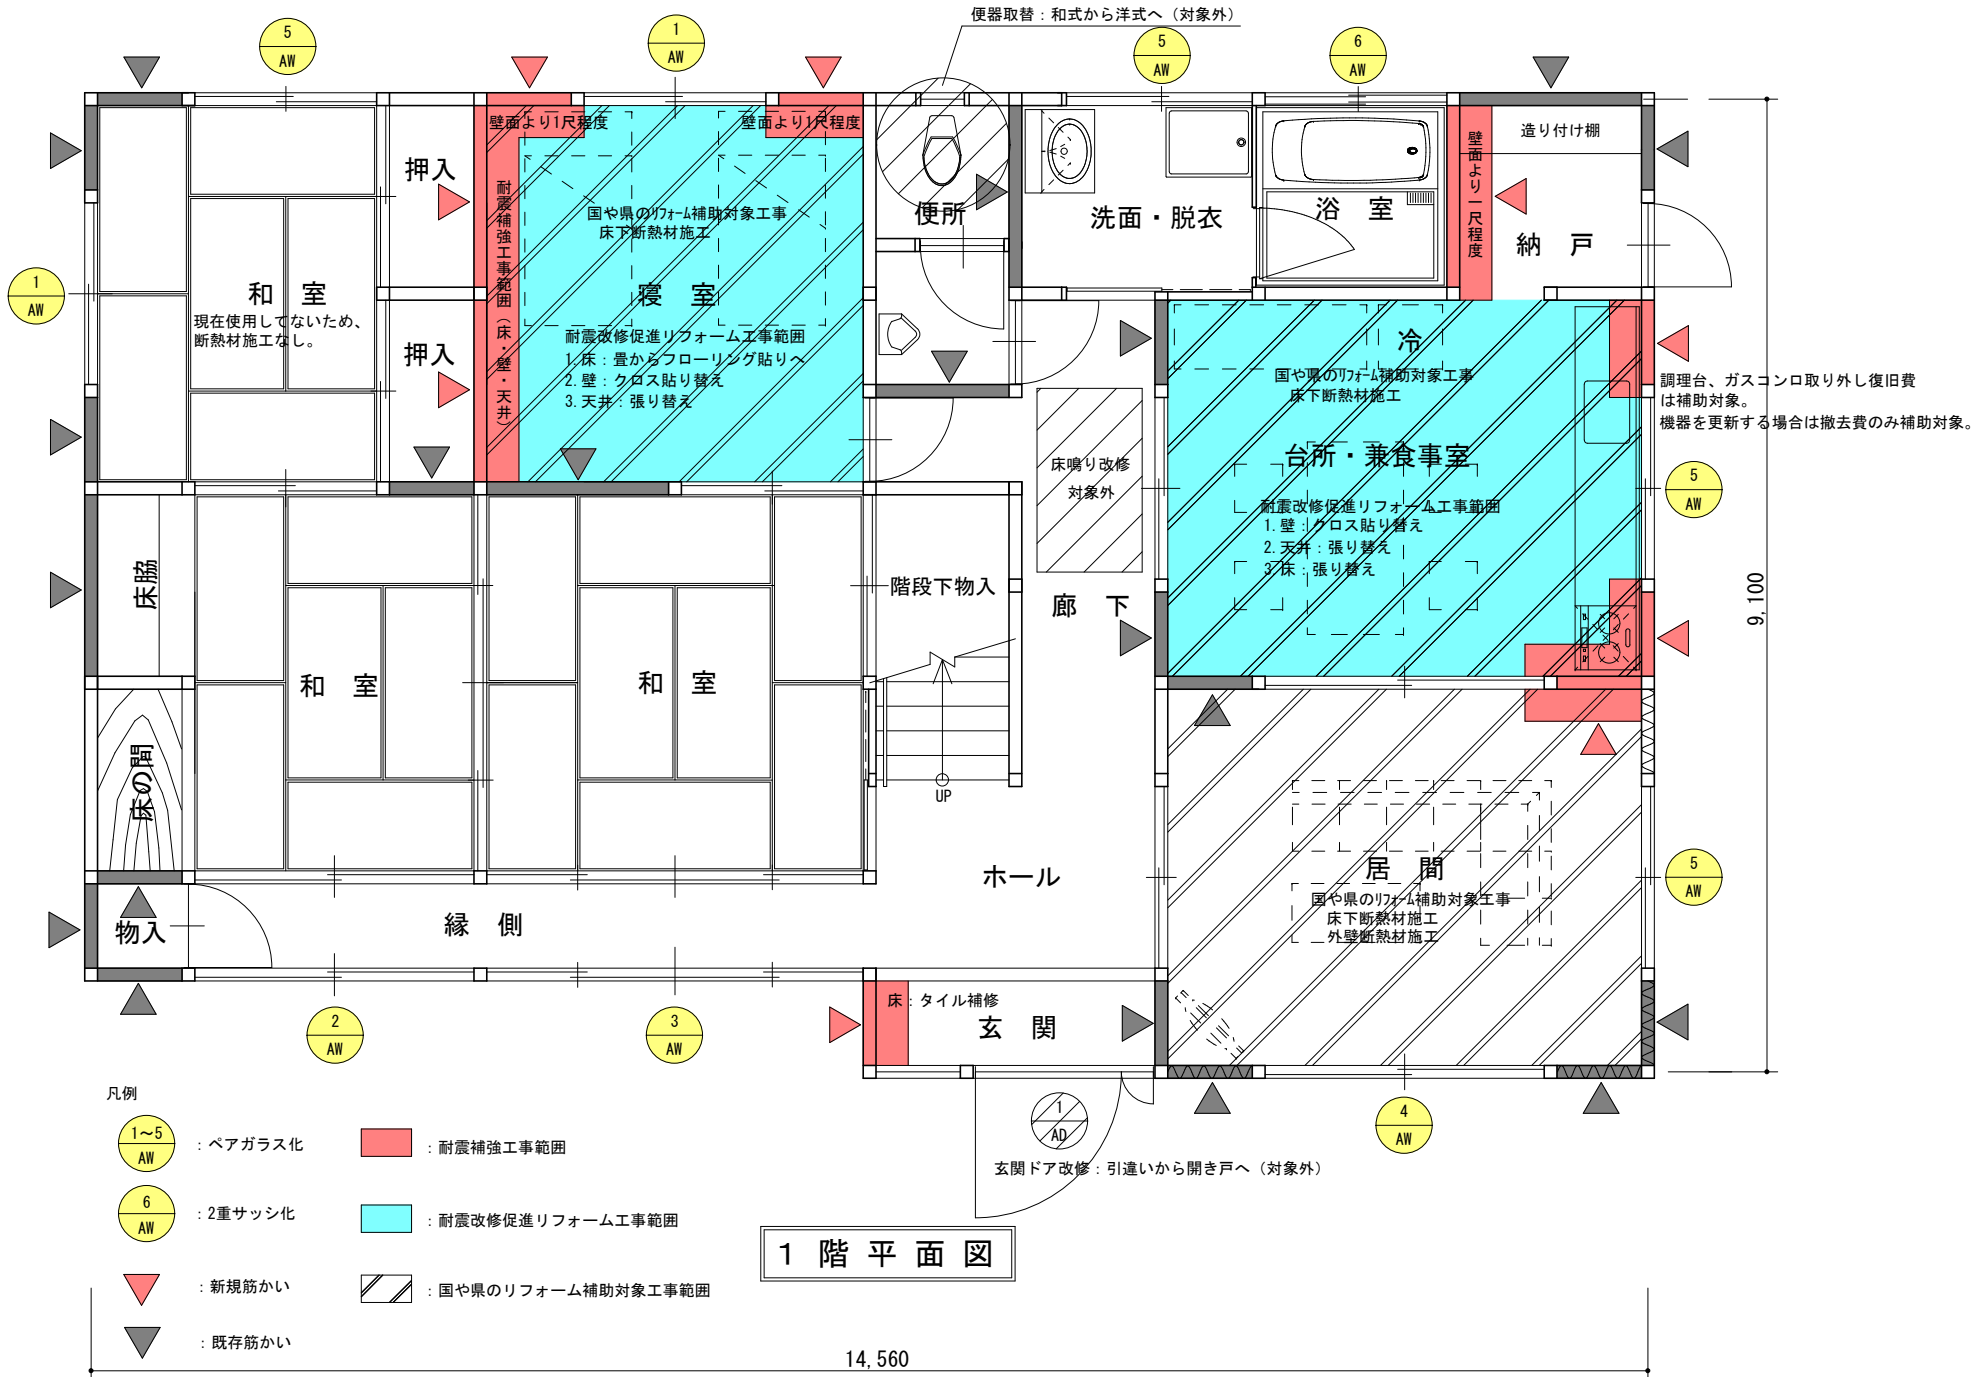 便器取替：和式から洋式へ（対象外）
5
AW
1
AW
5
AW
6
AW
壁面より1尺程度
壁面より1尺程度
造り付け棚
壁面より一尺程度
押入
耐震補強工事範囲（床・壁・天井）
国や県のリフォーム補助対象工事
床下断熱材施工
便所
洗面・脱衣
浴　室
納　戸
1
AW
和　室
現在使用してないため、
断熱材施工なし。
寝　室
押入
耐震改修促進リフォーム工事範囲
1. 床：畳からフローリング貼りへ
2. 壁：クロス貼り替え
3. 天井：張り替え
冷
国や県のリフォーム補助対象工事
床下断熱材施工
調理台、ガスコンロ取り外し復旧費
は補助対象。
機器を更新する場合は撤去費のみ補助対象。
床鳴り改修
対象外
台所・兼食事室
5
AW
耐震改修促進リフォーム工事範囲
1. 壁：クロス貼り替え
2. 天井：張り替え
3. 床：張り替え
床脇
階段下物入
廊　下
9,100
和　室
和　室
床の間
UP
ホール
居　間
国や県のリフォーム補助対象工事
床下断熱材施工
外壁断熱材施工
5
AW
物入
縁　側
床：タイル補修
玄　関
2
AW
3
AW
4
AW
1
AD
玄関ドア改修：引違いから開き戸へ（対象外）
凡例
1～5
AW
：ペアガラス化
：耐震補強工事範囲
6
AW
：2重サッシ化
：耐震改修促進リフォーム工事範囲
：新規筋かい
：国や県のリフォーム補助対象工事範囲
：既存筋かい
1 階 平 面 図
14,560